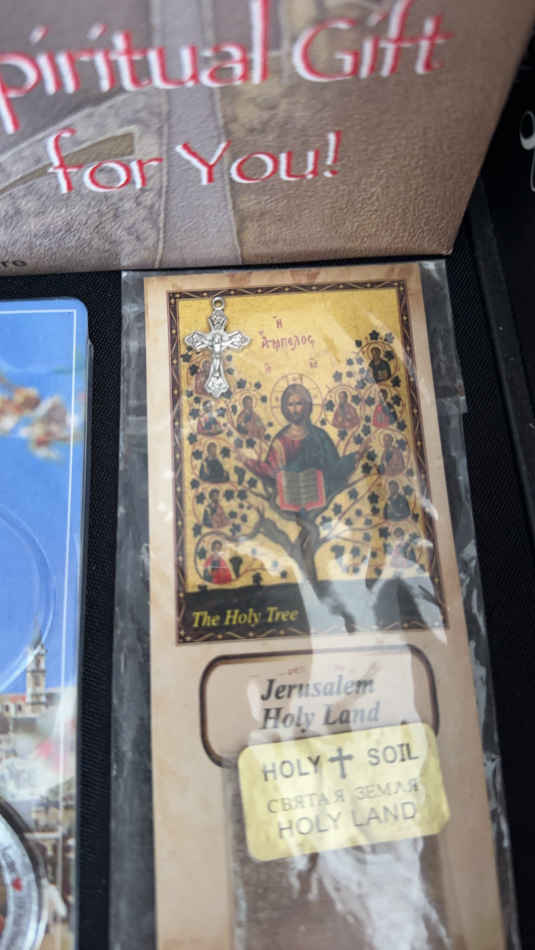 piritual Gift
for You!
ἡ
Ἄμπελος
The Holy Tree
Jerusalem
Holy Land
HOLY SOIL
СВЯТАЯ ЗЕМЛЯ
HOLY LAND